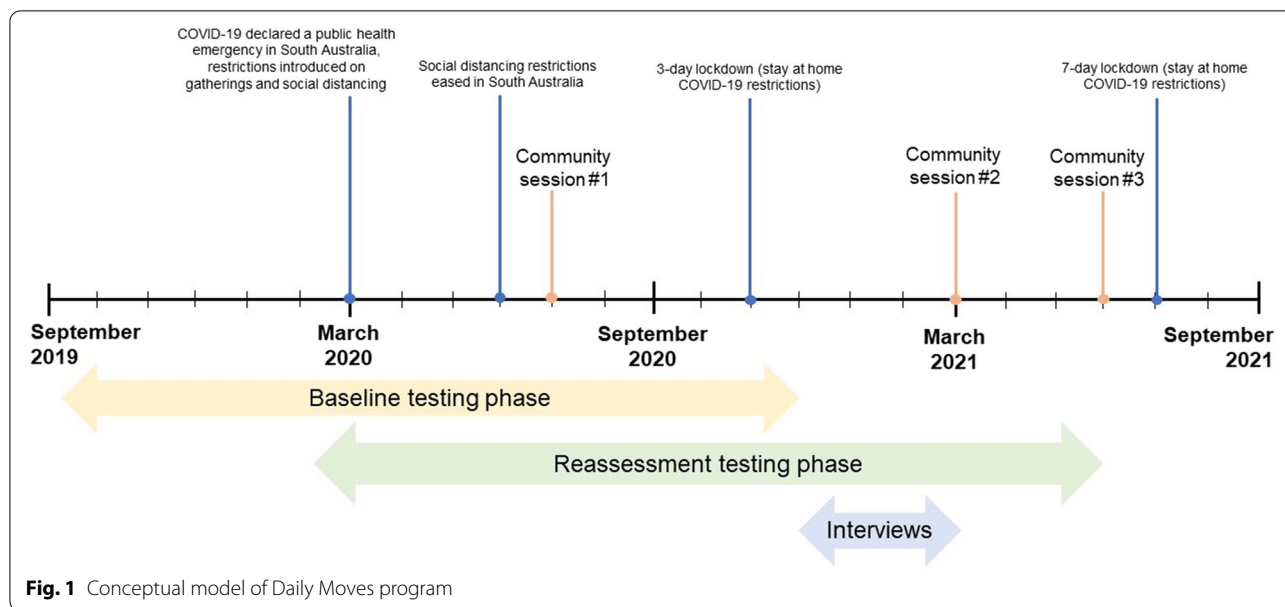 COVID-19 declared a public health
emergency in South Australia,
restrictions introduced on
gatherings and social distancing
Social distancing restrictions
eased in South Australia
3-day lockdown (stay at home
COVID-19 restrictions)
7-day lockdown (stay at home
COVID-19 restrictions)
Community
session #1
Community
session #2
Community
session #3
September
2019
March
2020
September
2020
March
2021
September
2021
Baseline testing phase
Reassessment testing phase
Interviews
Fig. 1 Conceptual model of Daily Moves program